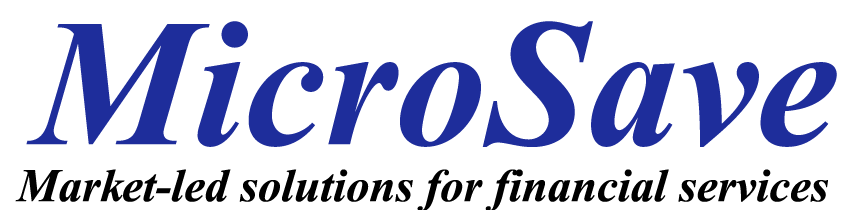 MicroSave
Market-led solutions for financial services